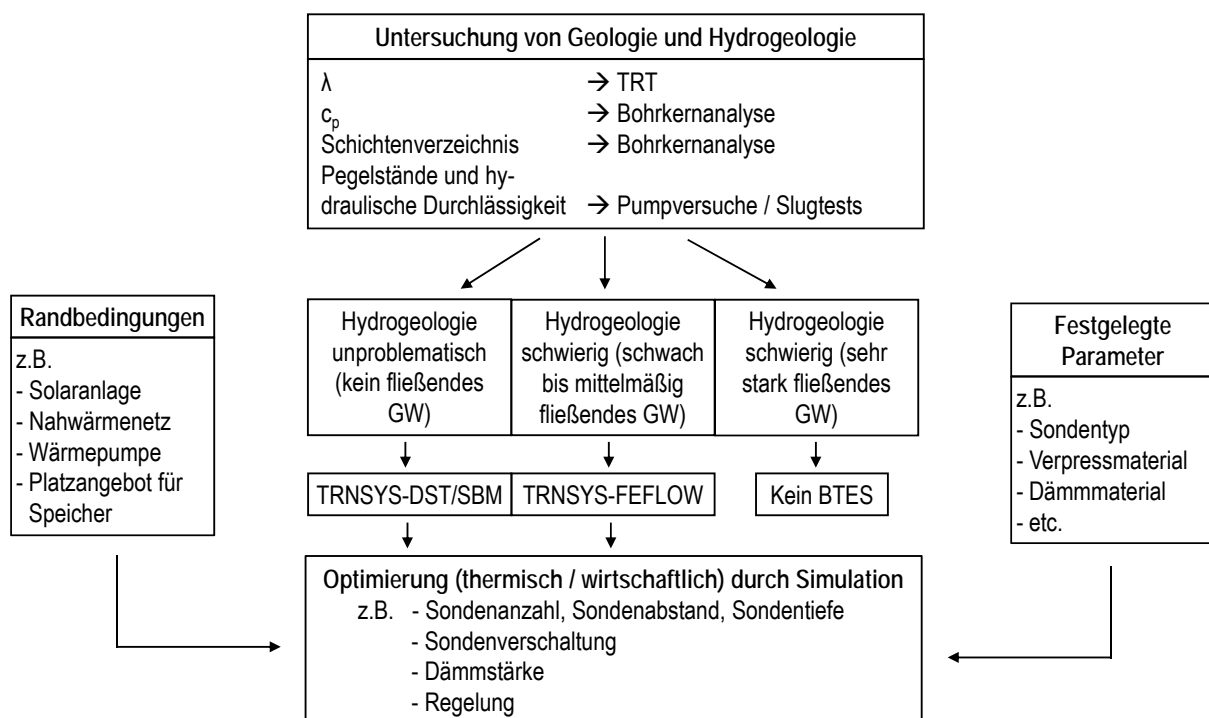 Untersuchung von Geologie und Hydrogeologie
λ → TRT
cp → Bohrkernanalyse
Schichtenverzeichnis → Bohrkernanalyse
Pegelstände und hy-
draulische Durchlässigkeit → Pumpversuche / Slugtests
Randbedingungen
z.B.
- Solaranlage
- Nahwärmenetz
- Wärmepumpe
- Platzangebot für
Speicher
Hydrogeologie
unproblematisch
(kein fließendes
GW)
Hydrogeologie
schwierig (schwach
bis mittelmäßig
fließendes GW)
Hydrogeologie
schwierig (sehr
stark fließendes
GW)
Festgelegte
Parameter
z.B.
- Sondentyp
- Verpressmaterial
- Dämmmaterial
- etc.
TRNSYS-DST/SBM
TRNSYS-FEFLOW
Kein BTES
Optimierung (thermisch / wirtschaftlich) durch Simulation
z.B. - Sondenanzahl, Sondenabstand, Sondentiefe
- Sondenverschaltung
- Dämmstärke
- Regelung